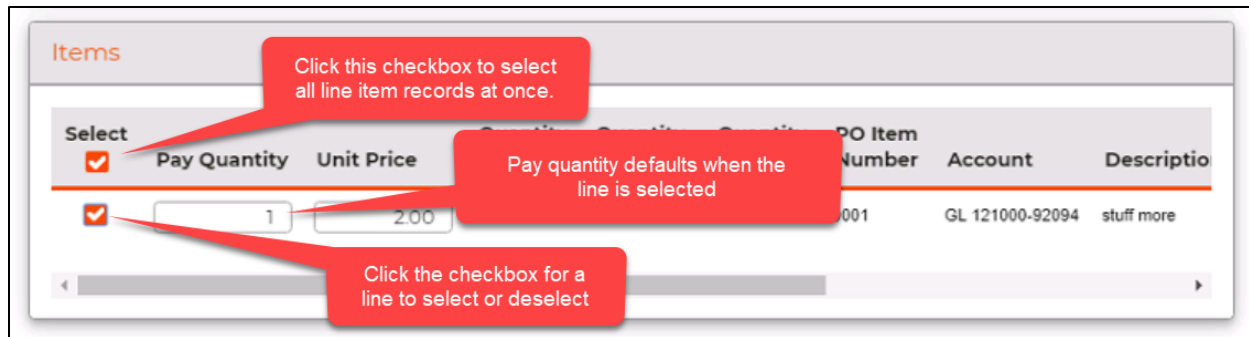 Items
Click this checkbox to select
all line item records at once.
Select
Pay Quantity Unit Price
PO Item
Number
Account
Descriptio
Pay quantity defaults when the
line is selected
1 2.00 GL 121000-92094 stuff more
Click the checkbox for a
line to select or deselect